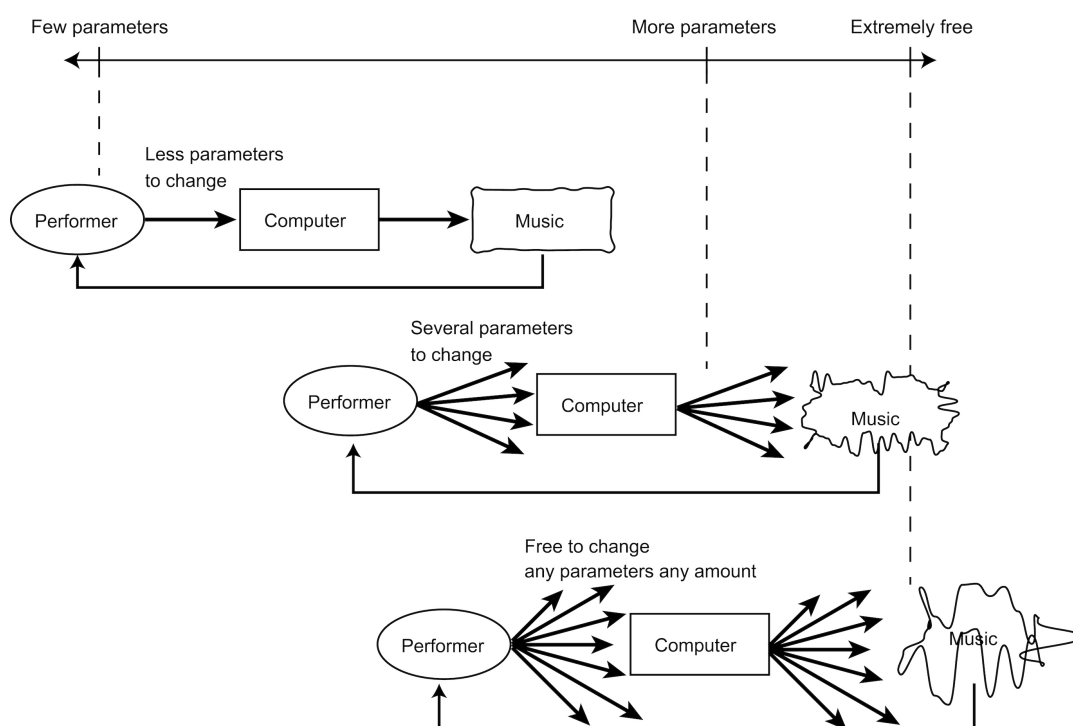 Few parameters
More parameters
Extremely free
Less parameters
to change
Performer
Computer
Music
Several parameters
to change
Performer
Computer
Music
Free to change
any parameters any amount
Performer
Computer
Music